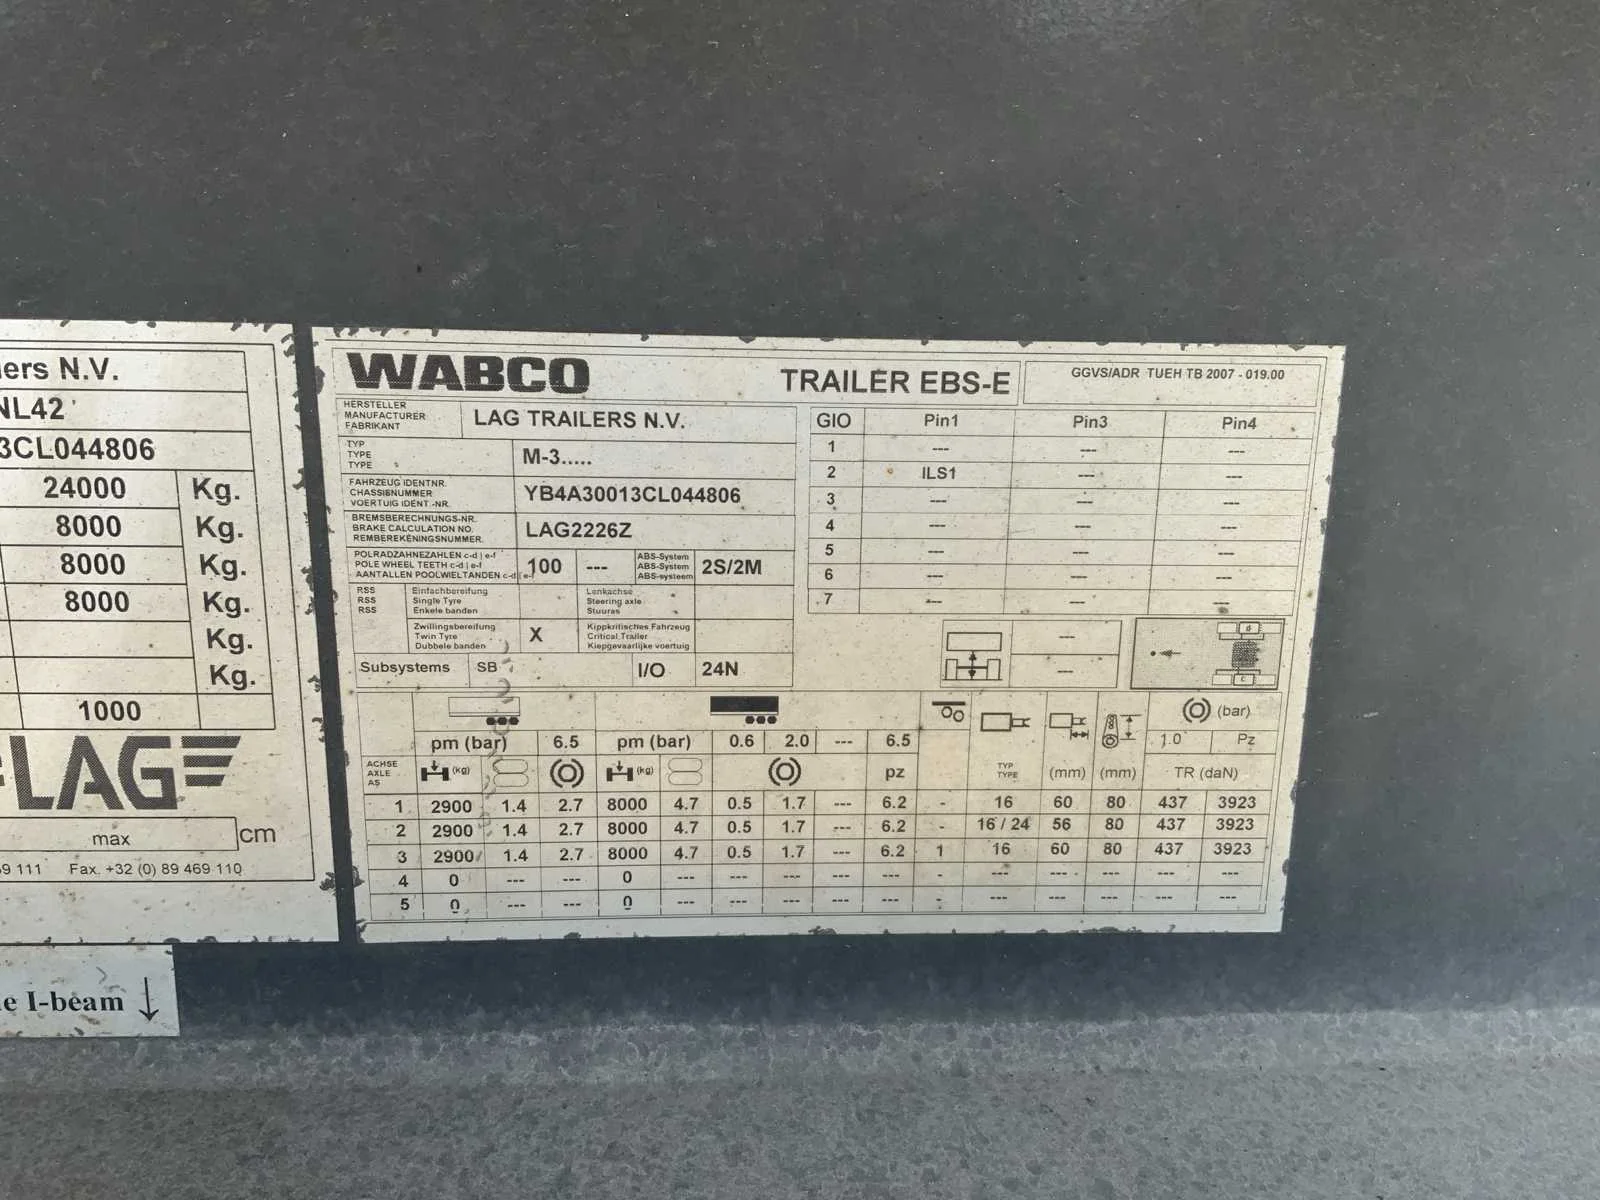 ers N.V.
NL42
3CL044806
24000 Kg.
8000 Kg.
8000 Kg.
8000 Kg.
Kg.
Kg.
1000
LAG
max cm
9 111 Fax. +32 (0) 89 469 110
e I-beam ↓
WABCO TRAILER EBS-E GGVS/ADR TUEH TB 2007 - 019.00
HERSTELLER
MANUFACTURER
FABRIKANT
LAG TRAILERS N.V.
TYP
TYPE
TYPE
M-3.....
FAHRZEUG IDENTNR.
CHASSISNUMMER
VOERTUIG IDENT.-NR.
YB4A30013CL044806
BREMSBERECHNUNGS-NR.
BRAKE CALCULATION NO.
REMBEREKENINGSNUMMER.
LAG2226Z
POLRADZAHNEZAHLEN c-d | e-f
POLE WHEEL TEETH c-d | e-f
AANTALLEN POOLWIELTANDEN c-d | e-f
100 ---
ABS-System
ABS-System
ABS-systeem
2S/2M
RSS
RSS
RSS
Einfachbereifung
Single Tyre
Enkele banden
Lenkachse
Steering axle
Stuuras
Zwillingsbereifung
Twin Tyre
Dubbele banden
X
Kippkritisches Fahrzeug
Critical Trailer
Kiepgevaarlijke voertuig
Subsystems SB I/O 24N
GIO Pin1 Pin3 Pin4
1 --- --- ---
2 ILS1 --- ---
3 --- --- ---
4 --- --- ---
5 --- --- ---
6 --- --- ---
7 --- --- ---
---
---
d
c
(bar)
pm (bar) 6.5 pm (bar) 0.6 2.0 --- 6.5 1.0 Pz
ACHSE
AXLE
AS
(kg) (kg) pz
TYP
TYPE
(mm) (mm) TR (daN)
1 2900 1.4 2.7 8000 4.7 0.5 1.7 --- 6.2 - 16 60 80 437 3923
2 2900 1.4 2.7 8000 4.7 0.5 1.7 --- 6.2 - 16 / 24 56 80 437 3923
3 2900 1.4 2.7 8000 4.7 0.5 1.7 --- 6.2 1 16 60 80 437 3923
4 0 --- --- 0 --- --- --- --- --- - --- --- --- --- ---
5 0 --- --- 0 --- --- --- --- --- - --- --- --- --- ---